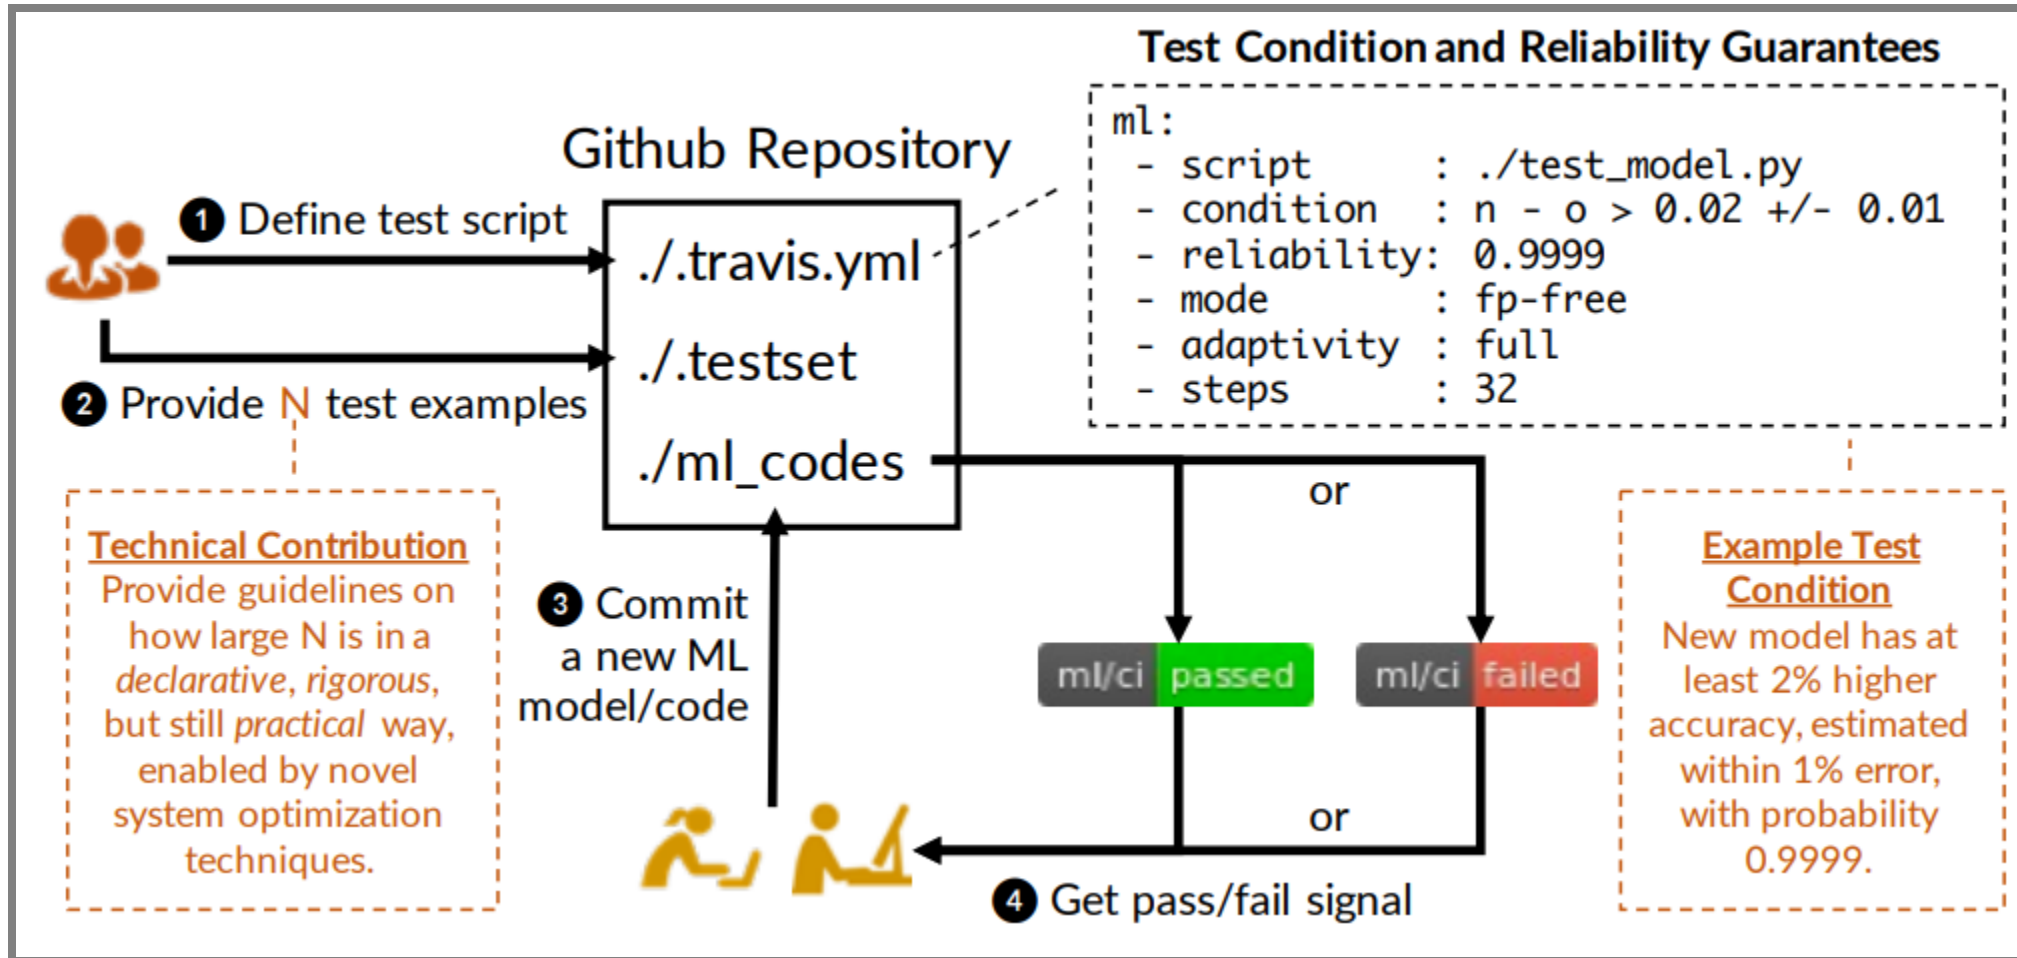 Test Condition and Reliability Guarantees
ml:
- script : ./test_model.py
- condition : n - o > 0.02 +/- 0.01
- reliability: 0.9999
- mode : fp-free
- adaptivity : full
- steps : 32
Github Repository
./.travis.yml
./.testset
./ml_codes
1 Define test script
2 Provide N test examples
Technical Contribution
Provide guidelines on
how large N is in a
declarative, rigorous,
but still practical way,
enabled by novel
system optimization
techniques.
3 Commit
a new ML
model/code
or
ml/ci passed
ml/ci failed
or
4 Get pass/fail signal
Example Test
Condition
New model has at
least 2% higher
accuracy, estimated
within 1% error,
with probability
0.9999.